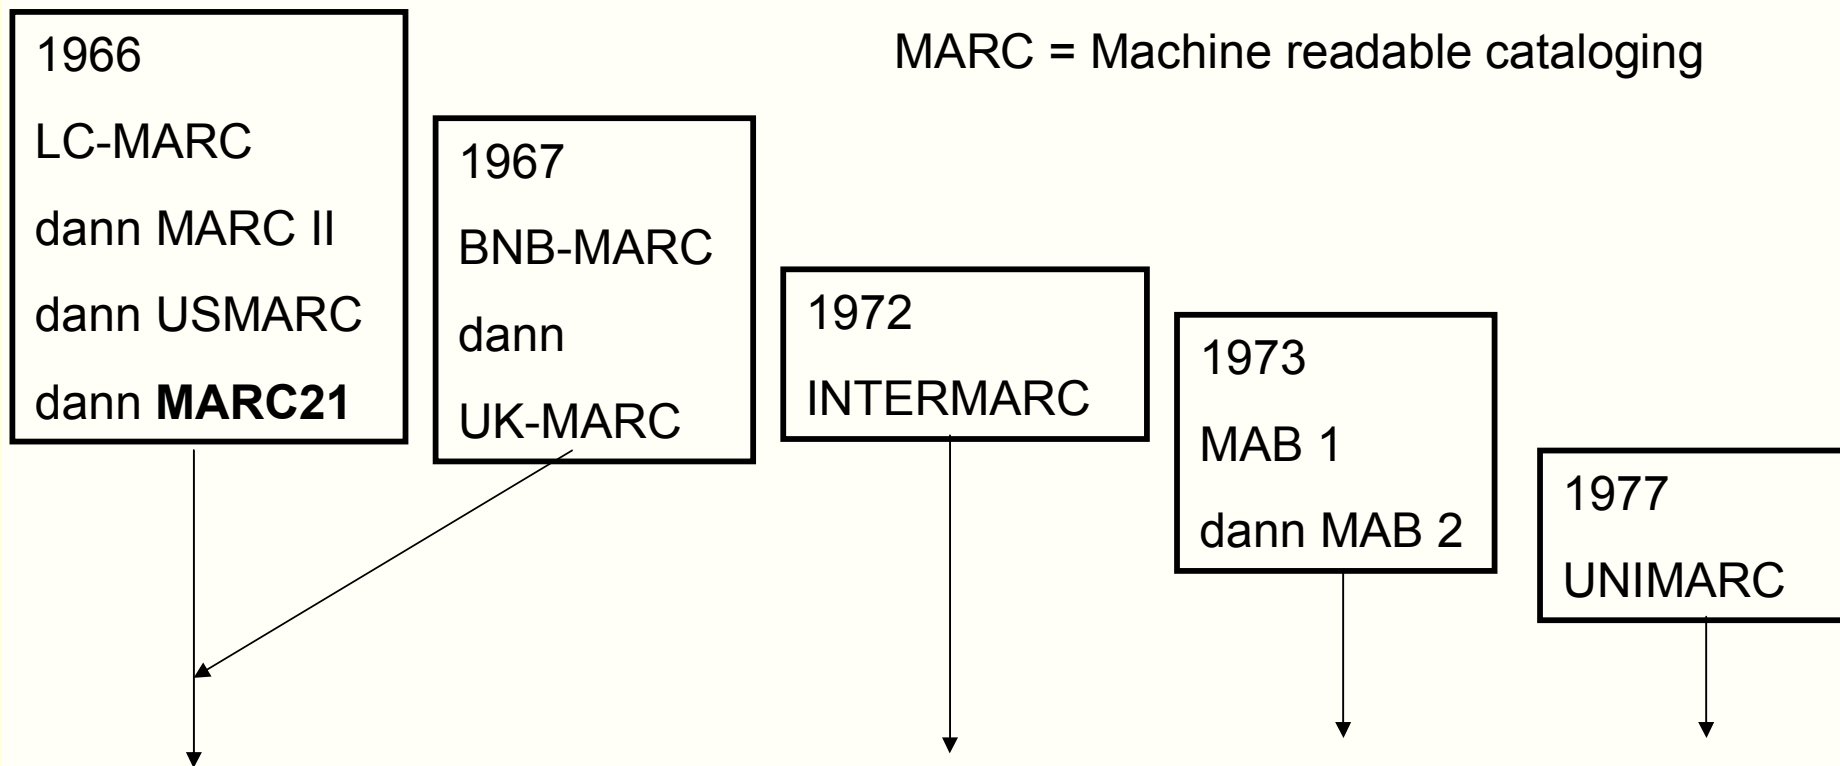 MARC = Machine readable cataloging
1966
LC-MARC
dann MARC II
dann USMARC
dann MARC21
1967
BNB-MARC
dann
UK-MARC
1972
INTERMARC
1973
MAB 1
dann MAB 2
1977
UNIMARC